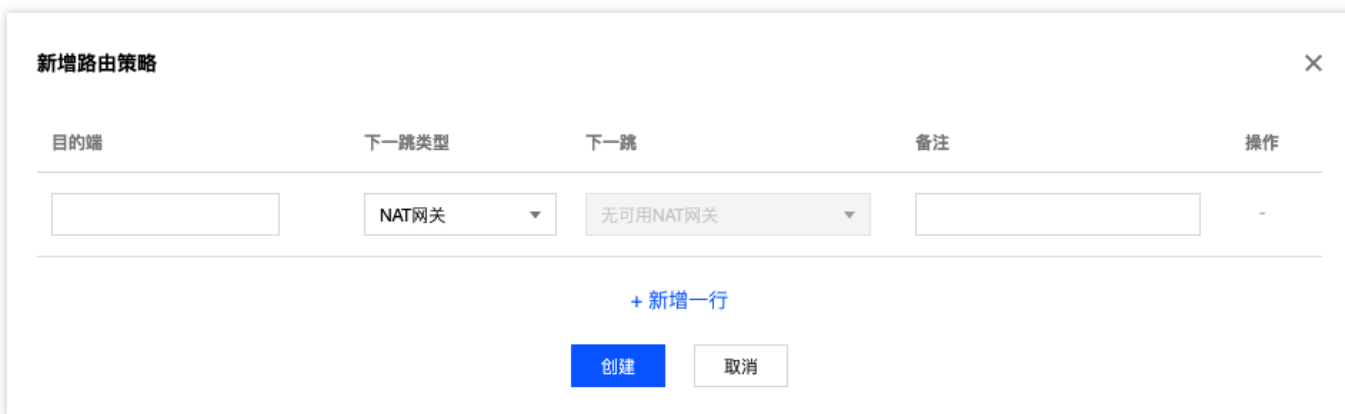 新增路由策略
目的端 下一跳类型 下一跳 备注 操作
NAT网关 无可用NAT网关 -
+ 新增一行
创建 取消